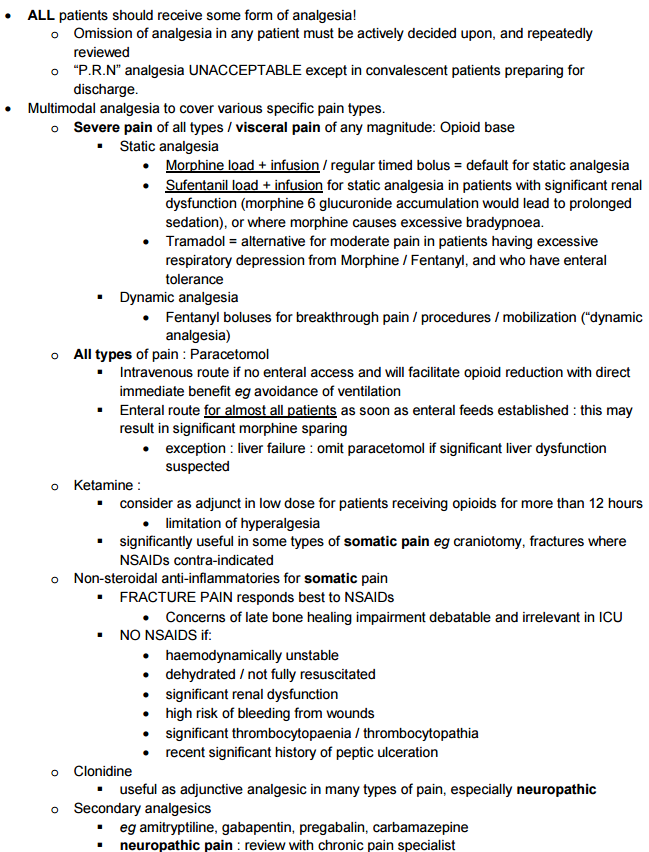 • ALL patients should receive some form of analgesia!
o Omission of analgesia in any patient must be actively decided upon, and repeatedly
reviewed
o “P.R.N” analgesia UNACCEPTABLE except in convalescent patients preparing for
discharge.
• Multimodal analgesia to cover various specific pain types.
o Severe pain of all types / visceral pain of any magnitude: Opioid base
▪ Static analgesia
• Morphine load + infusion / regular timed bolus = default for static analgesia
• Sufentanil load + infusion for static analgesia in patients with significant renal
dysfunction (morphine 6 glucuronide accumulation would lead to prolonged
sedation), or where morphine causes excessive bradypnoea.
• Tramadol = alternative for moderate pain in patients having excessive
respiratory depression from Morphine / Fentanyl, and who have enteral
tolerance
▪ Dynamic analgesia
• Fentanyl boluses for breakthrough pain / procedures / mobilization (“dynamic
analgesia)
o All types of pain : Paracetomol
▪ Intravenous route if no enteral access and will facilitate opioid reduction with direct
immediate benefit eg avoidance of ventilation
▪ Enteral route for almost all patients as soon as enteral feeds established : this may
result in significant morphine sparing
• exception : liver failure : omit paracetomol if significant liver dysfunction
suspected
o Ketamine :
▪ consider as adjunct in low dose for patients receiving opioids for more than 12 hours
• limitation of hyperalgesia
▪ significantly useful in some types of somatic pain eg craniotomy, fractures where
NSAIDs contra-indicated
o Non-steroidal anti-inflammatories for somatic pain
▪ FRACTURE PAIN responds best to NSAIDs
• Concerns of late bone healing impairment debatable and irrelevant in ICU
▪ NO NSAIDS if:
• haemodynamically unstable
• dehydrated / not fully resuscitated
• significant renal dysfunction
• high risk of bleeding from wounds
• significant thrombocytopaenia / thrombocytopathia
• recent significant history of peptic ulceration
o Clonidine
▪ useful as adjunctive analgesic in many types of pain, especially neuropathic
o Secondary analgesics
▪ eg amitryptiline, gabapentin, pregabalin, carbamazepine
▪ neuropathic pain : review with chronic pain specialist